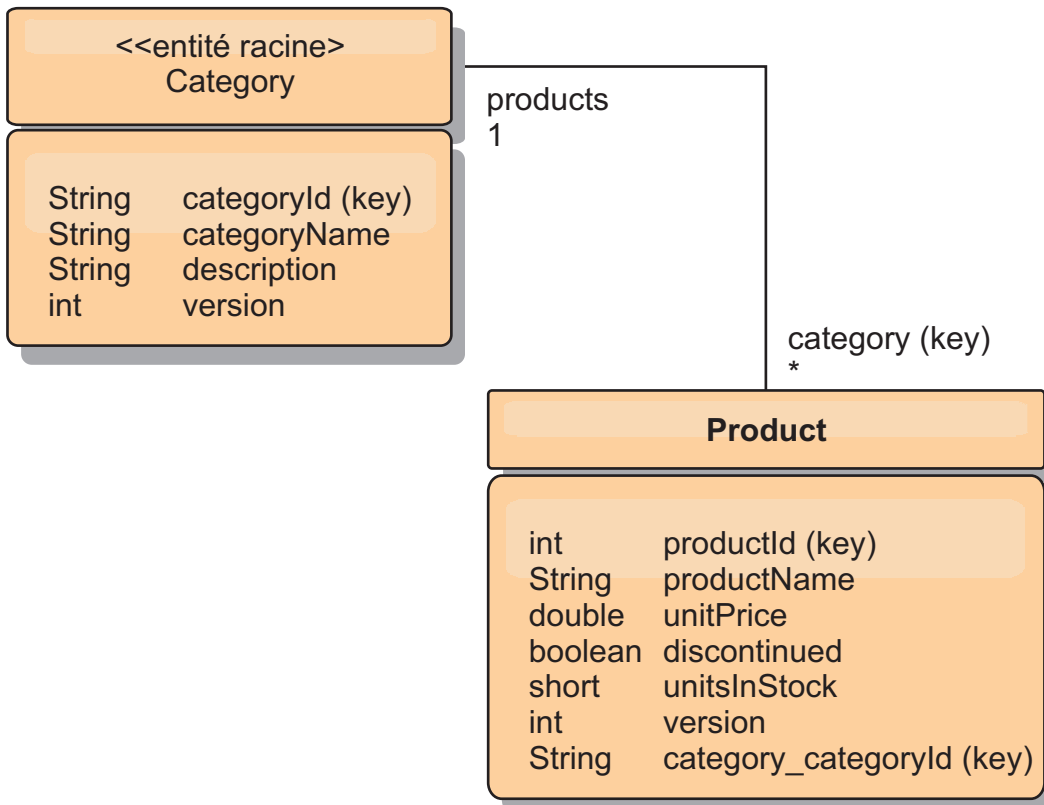 <<entité racine>
Category
products
1
String categoryId (key)
String categoryName
String description
int version
category (key)
*
Product
int productId (key)
String productName
double unitPrice
boolean discontinued
short unitsInStock
int version
String category_categoryId (key)